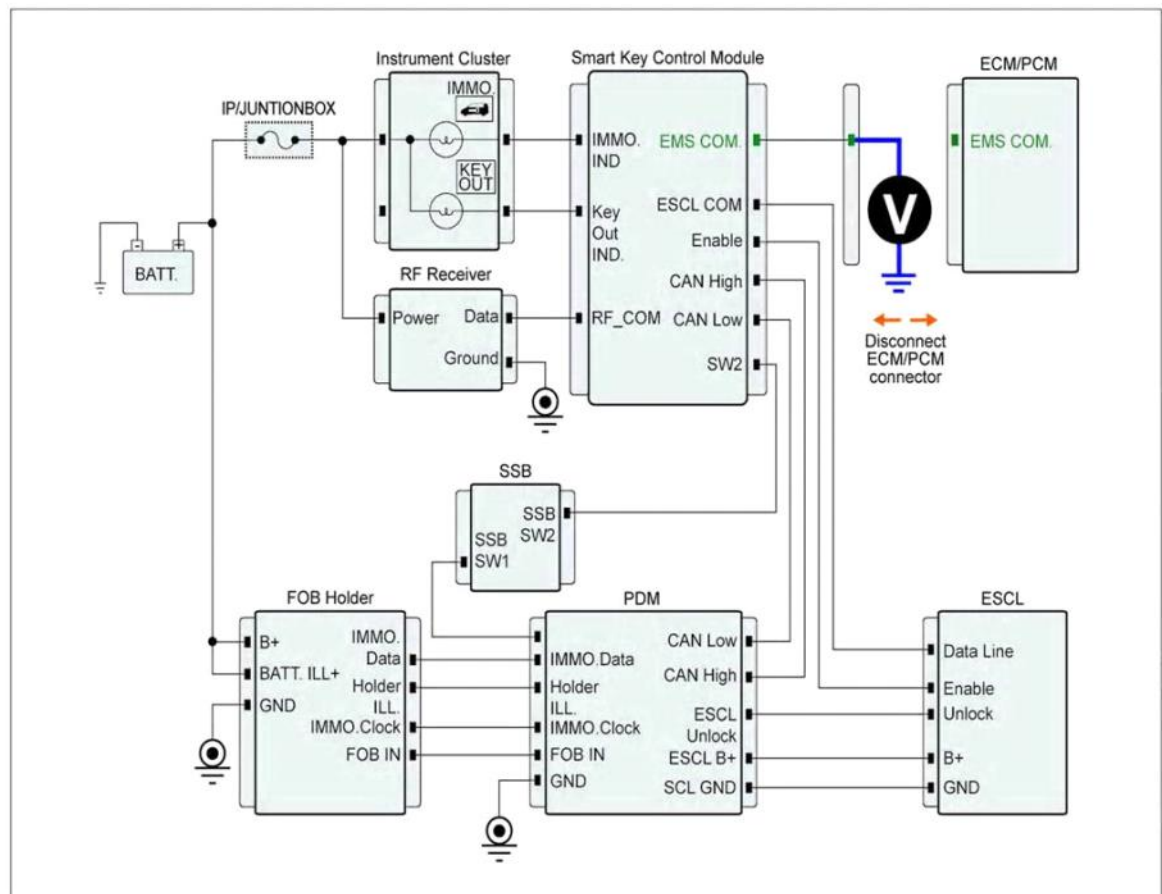 Instrument Cluster
Smart Key Control Module
ECM/PCM
IP/JUNTIONBOX
IMMO.
KEY
OUT
IMMO.
IND
Key
Out
IND.
RF_COM
EMS COM.
ESCL COM
Enable
CAN High
CAN Low
SW2
EMS COM.
V
Disconnect
ECM/PCM
connector
- +
BATT.
RF Receiver
Power
Data
Ground
SSB
SSB
SW2
SSB
SW1
FOB Holder
B+
BATT. ILL+
GND
IMMO.
Data
Holder
ILL.
IMMO.Clock
FOB IN
PDM
IMMO.Data
Holder
ILL.
IMMO.Clock
FOB IN
GND
CAN Low
CAN High
ESCL
Unlock
ESCL B+
SCL GND
ESCL
Data Line
Enable
Unlock
B+
GND